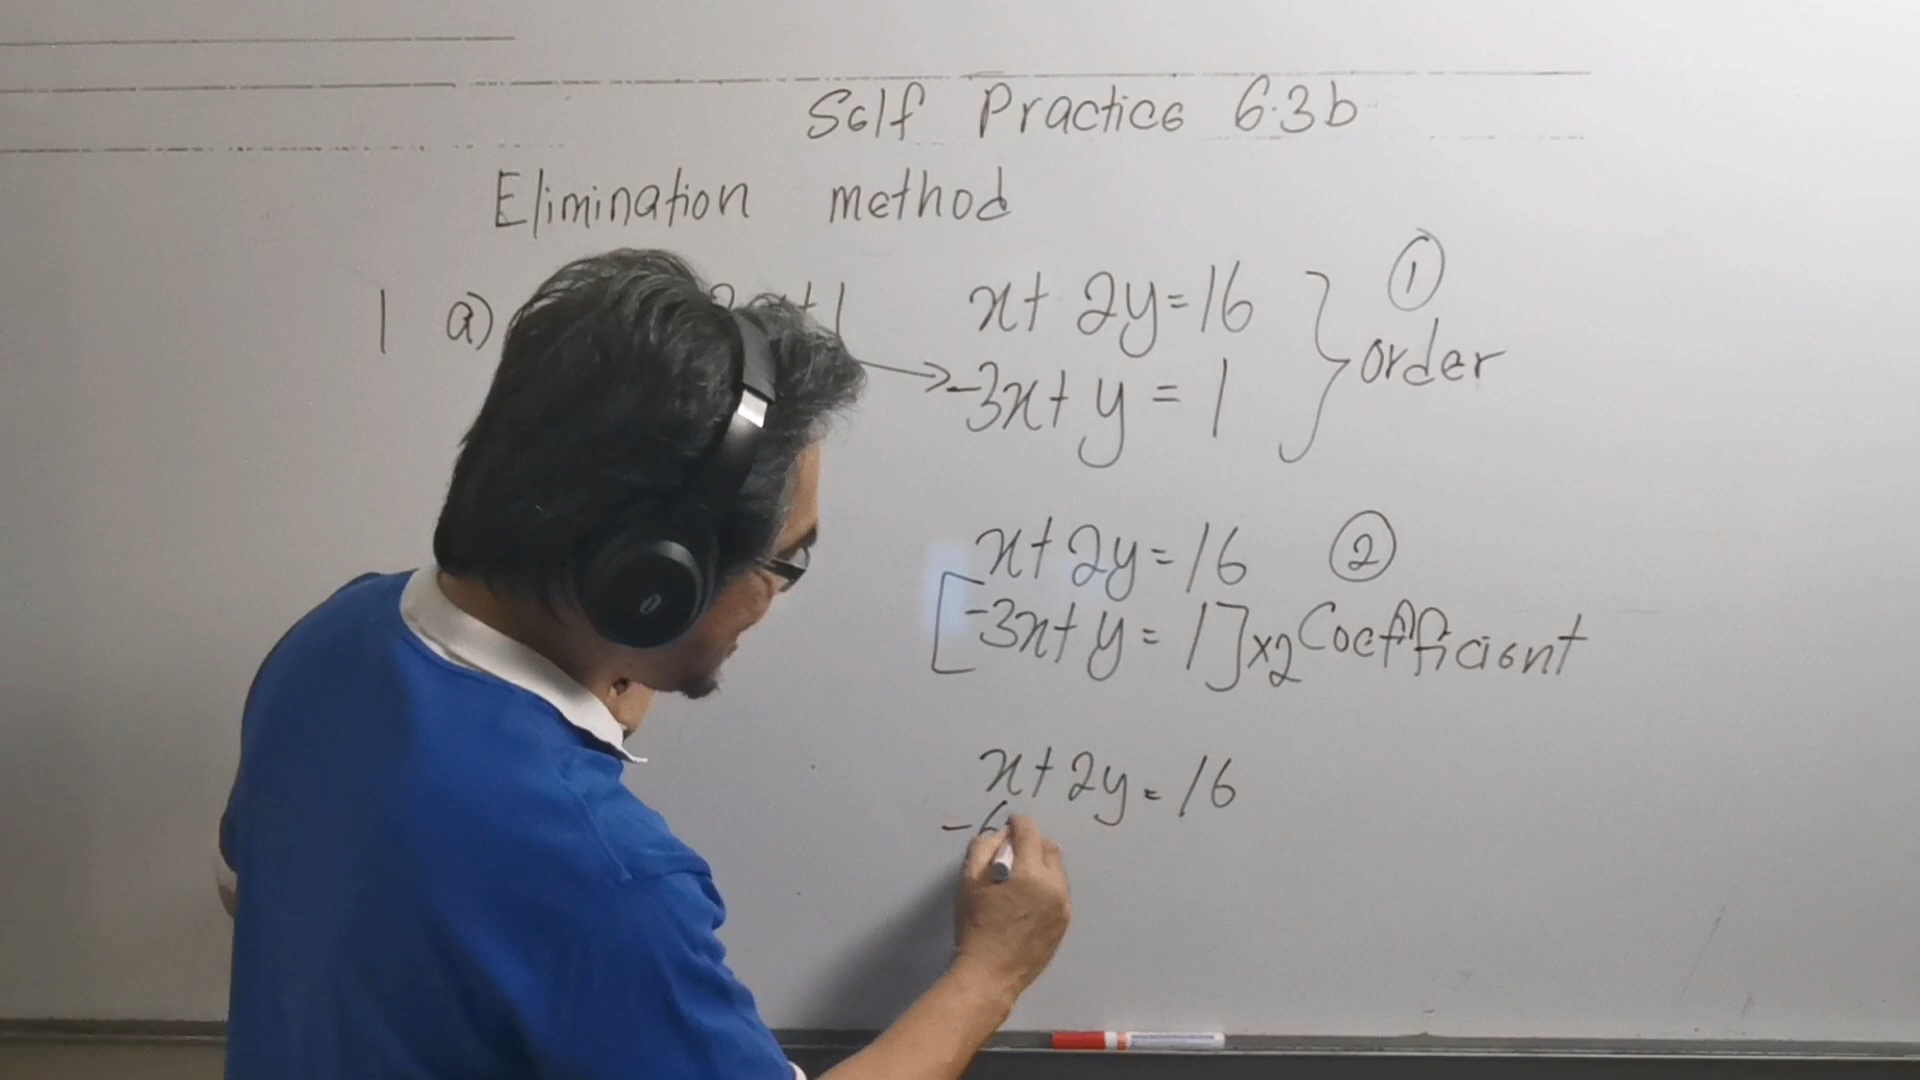 Self Practice 6.3b
Elimination method
1 a) x+2y=16 } ①
-3x+y=1 order
x+2y=16 ②
[-3x+y=1]x2 Coefficient
x+2y=16
-6